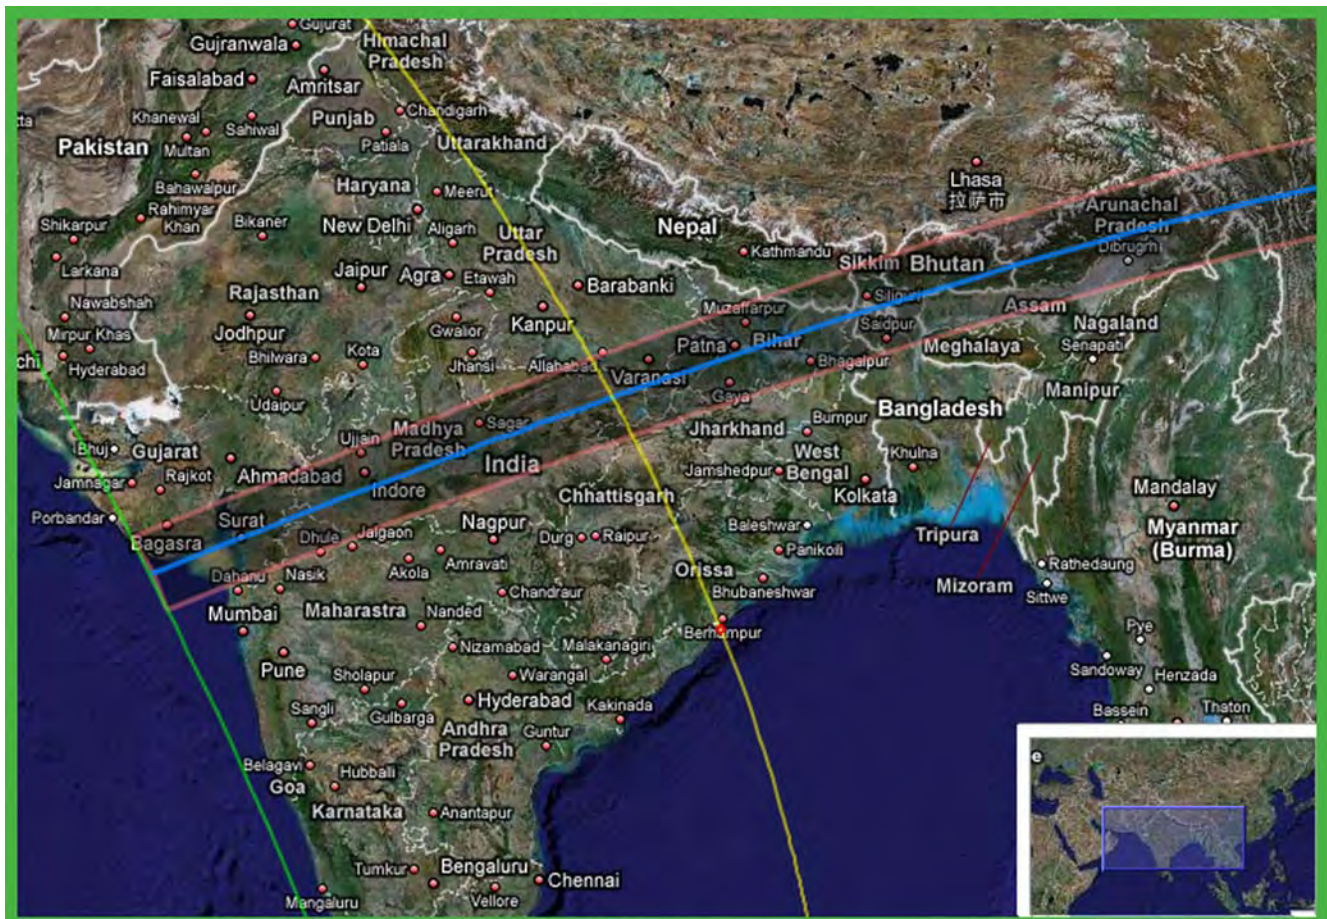 Gujurat
Gujranwala
Himachal
Pradesh
Faisalabad
Amritsar
Chandigarh
Khanewal
Sahiwal
Punjab
Patiala
Uttarakhand
Pakistan
Multan
Lhasa
拉萨市
Bahawalpur
Haryana
Meerut
Rahimyar
Khan
Shikarpur
Bikaner
New Delhi
Aligarh
Uttar
Pradesh
Nepal
Arunachal
Pradesh
Kathmandu
Dibrugrhi
Larkana
Jaipur
Agra
Etawah
Barabanki
Sikkim
Bhutan
Nawabshah
Rajasthan
Siliguri
Assam
Mirpur Khas
Jodhpur
Gwalior
Kanpur
Muzaffarpur
Saidpur
Nagaland
Senapati
chi
Hyderabad
Bhilwara
Kota
Jhansi
Allahabad
Patna
Bihar
Bhagalpur
Meghalaya
Varanasi
Udaipur
Gaya
Manipur
Bangladesh
Bhuj
Gujarat
Ujjain
Madhya
Pradesh
Sagar
Jharkhand
Burnpur
West
Bengal
Khulna
Jamnagar
Rajkot
Ahmadabad
India
Jamshedpur
Kolkata
Indore
Chhattisgarh
Mandalay
Porbandar
Surat
Nagpur
Baleshwar
Myanmar
(Burma)
Bagasra
Dhule
Jalgaon
Durg
Raipur
Tripura
Panikoili
Dahanu
Nasik
Akola
Amravati
Orissa
Rathedaung
Mumbai
Maharastra
Chandraur
Bhubaneshwar
Mizoram
Sittwe
Nanded
Berhampur
Pye
Pune
Nizamabad
Malakanagiri
Sholapur
Warangal
Sandoway
Henzada
Sangli
Gulbarga
Hyderabad
Kakinada
Bassein
Thaton
Andhra
Pradesh
Guntur
Belagavi
Hubballi
Goa
e
Karnataka
Anantapur
Tumkur
Bengaluru
Chennai
Mangaluru
Vellore